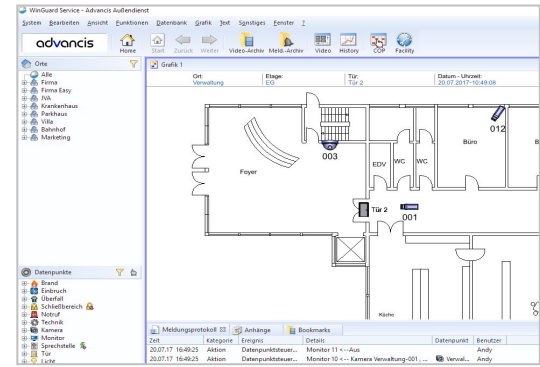 WinGuard Service - Advancis Außendienst
System Bearbeiten Ansicht Funktionen Datenbank Grafik Text Sonstiges Fenster ?
advancis
Home Start Zurück Weiter Video-Archiv Meld.-Archiv Video History COP Facility
Orte
Alle
Firma
Firma Easy
JVA
Krankenhaus
Parkhaus
Villa
Bahnhof
Marketing
Grafik 1
Ort: Etage: Tür: Datum - Uhrzeit:
Verwaltung EG Tür 2 20.07.2017-10:49:08
012
003
Büro
B
EDV WC WC
Foyer
Tür 2
001
Küche
Datenpunkte
Brand
Einbruch
Überfall
Schließbereich
Notruf
Technik
Kamera
Monitor
Sprechstelle
Tür
Licht
Meldungsprotokoll Anhänge Bookmarks
Zeit Kategorie Ereignis Details Datenpunkt Benutzer
20.07.17 16:49:25 Aktion Datenpunktsteuer... Monitor 11 <--Aus Andy
20.07.17 16:49:25 Aktion Datenpunktsteuer... Monitor 10 <-- Kamera Verwaltung-001 , ... Verwal... Andy